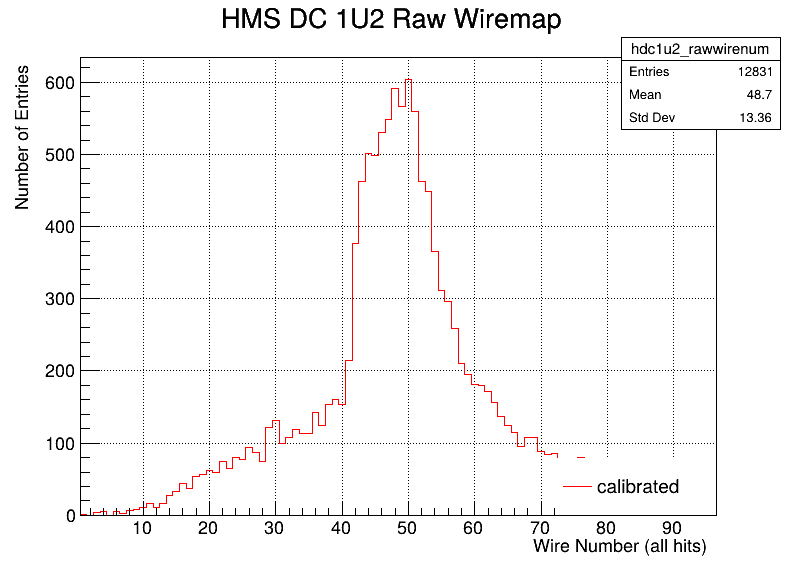 HMS DC 1U2 Raw Wiremap
hdc1u2_rawwirenum
Entries 12831
Mean 48.7
Std Dev 13.36
Number of Entries
600
500
400
300
200
100
0
10 20 30 40 50 60 70 80 90
Wire Number (all hits)
calibrated